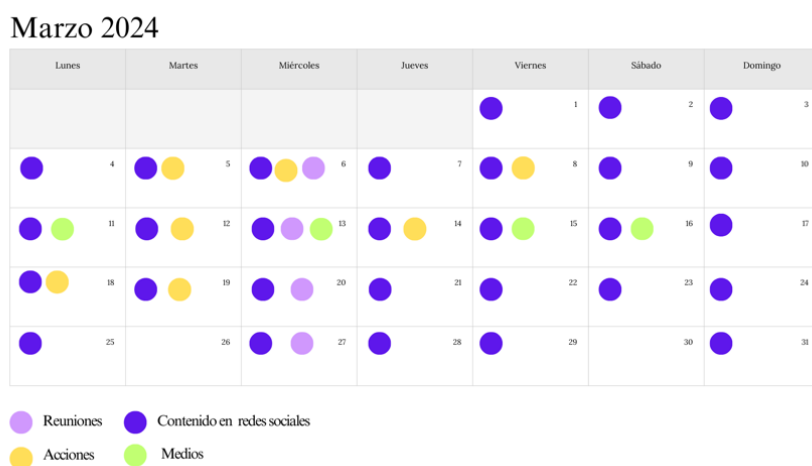 Marzo 2024
Lunes Martes Miércoles Jueves Viernes Sábado Domingo
1 2 3
4 5 6 7 8 9 10
11 12 13 14 15 16 17
18 19 20 21 22 23 24
25 26 27 28 29 30 31
Reuniones Contenido en redes sociales
Acciones Medios